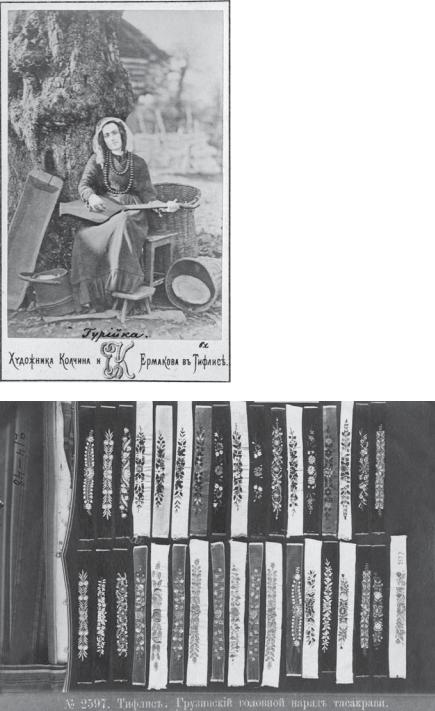 Гурійка.
Художника Колчина и К Ермакова въ Тифлисѣ.
№ 2597. Тифлисъ. Грузинскій головной нарядъ тасакрави.